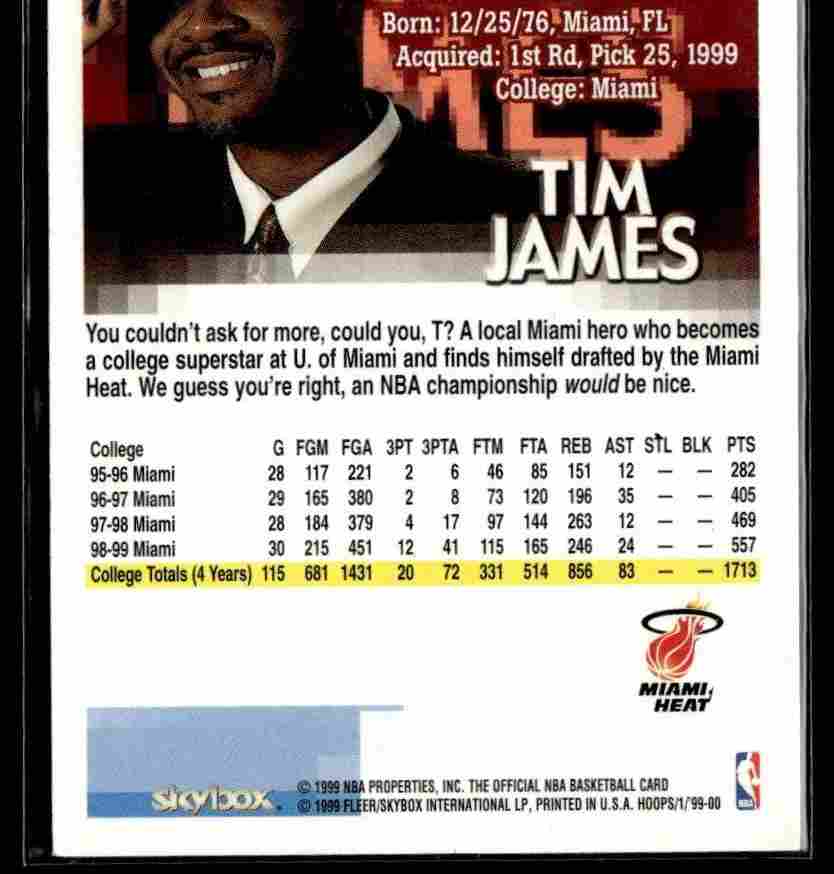 Born: 12/25/76, Miami, FL
Acquired: 1st Rd, Pick 25, 1999
College: Miami
TIM
JAMES
You couldn't ask for more, could you, T? A local Miami hero who becomes
a college superstar at U. of Miami and finds himself drafted by the Miami
Heat. We guess you're right, an NBA championship would be nice.
College G FGM FGA 3PT 3PTA FTM FTA REB AST STL BLK PTS
95-96 Miami 28 117 221 2 6 46 85 151 12 — — 282
96-97 Miami 29 165 380 2 8 73 120 196 35 — — 405
97-98 Miami 28 184 379 4 17 97 144 263 12 — — 469
98-99 Miami 30 215 451 12 41 115 165 246 24 — — 557
College Totals (4 Years) 115 681 1431 20 72 331 514 856 83 — — 1713
MIAMI
HEAT
skybox
© 1999 NBA PROPERTIES, INC. THE OFFICIAL NBA BASKETBALL CARD
© 1999 FLEER/SKYBOX INTERNATIONAL LP, PRINTED IN U.S.A. HOOPS/1/'99-00
NBA